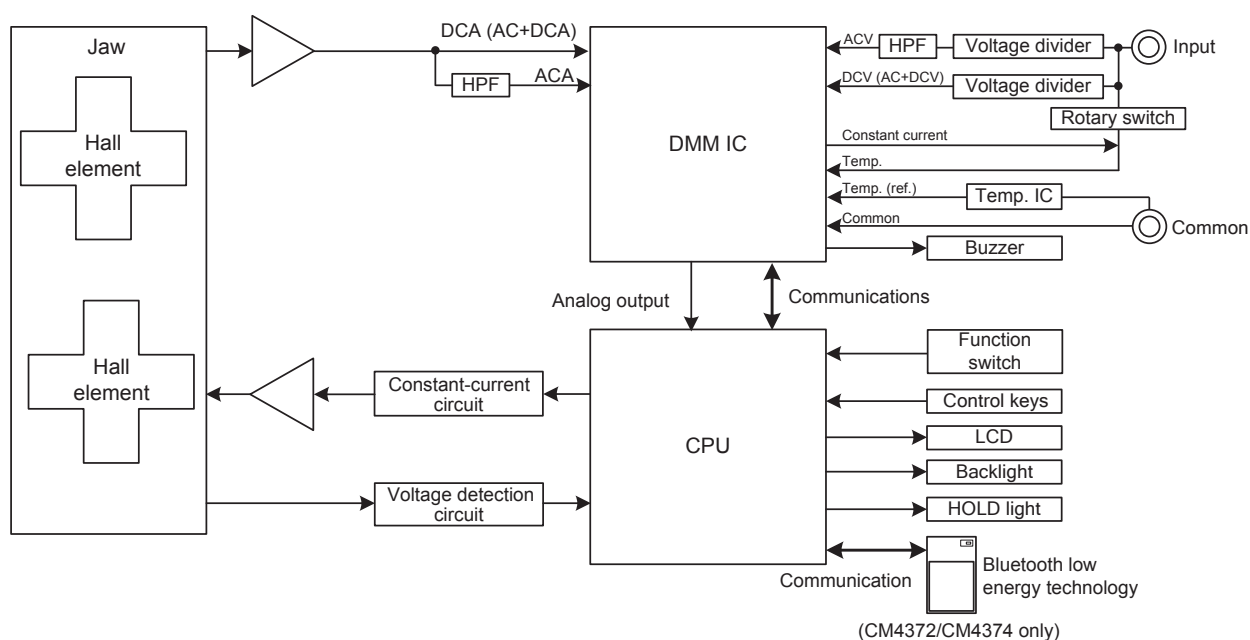 Jaw
Hall
element
Hall
element
DCA (AC+DCA)
HPF
ACA
DMM IC
ACV
HPF
Voltage divider
Input
DCV (AC+DCV)
Voltage divider
Rotary switch
Constant current
Temp.
Temp. (ref.)
Temp. IC
Common
Common
Buzzer
Analog output
Communications
Constant-current
circuit
Voltage detection
circuit
CPU
Function
switch
Control keys
LCD
Backlight
HOLD light
Communication
Bluetooth low
energy technology
(CM4372/CM4374 only)